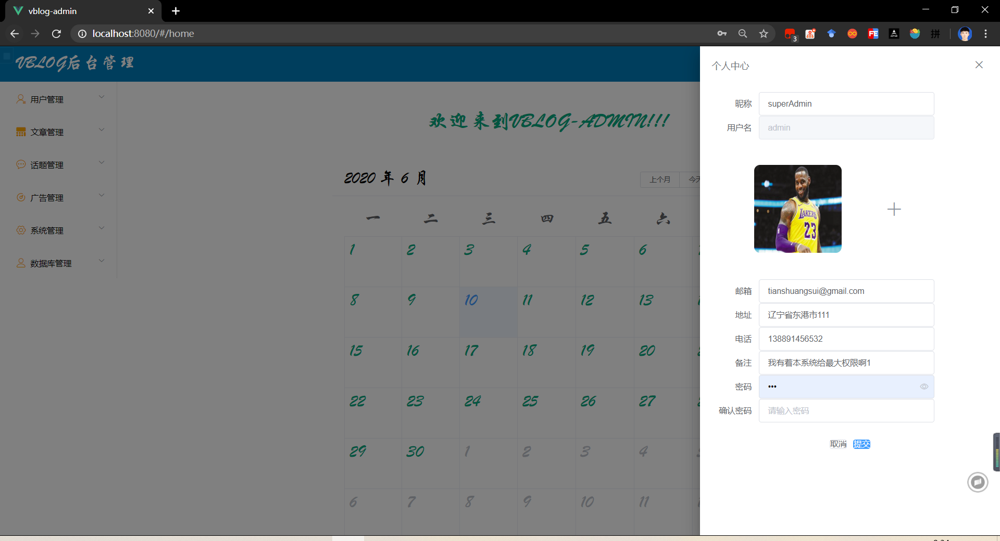 vblog-admin
localhost:8080/#/home
3
FE
ASTAR
拼
VBLOG后台管理
用户管理
文章管理
话题管理
广告管理
系统管理
数据库管理
欢迎来到VBLOG-ADMIN!!!
2020 年 6 月
上个月 今天
一 二 三 四 五 六
1 2 3 4 5 6
8 9 10 11 12 13
15 16 17 18 19 20
22 23 24 25 26 27
29 30 1 2 3 4
6 7 8 9 10 11
个人中心
昵称 superAdmin
用户名 admin
LAKERS
23
邮箱 tianshuangsui@gmail.com
地址 辽宁省东港市111
电话 138891456532
备注 我有着本系统给最大权限啊1
密码 •••
确认密码 请输入密码
取消 提交